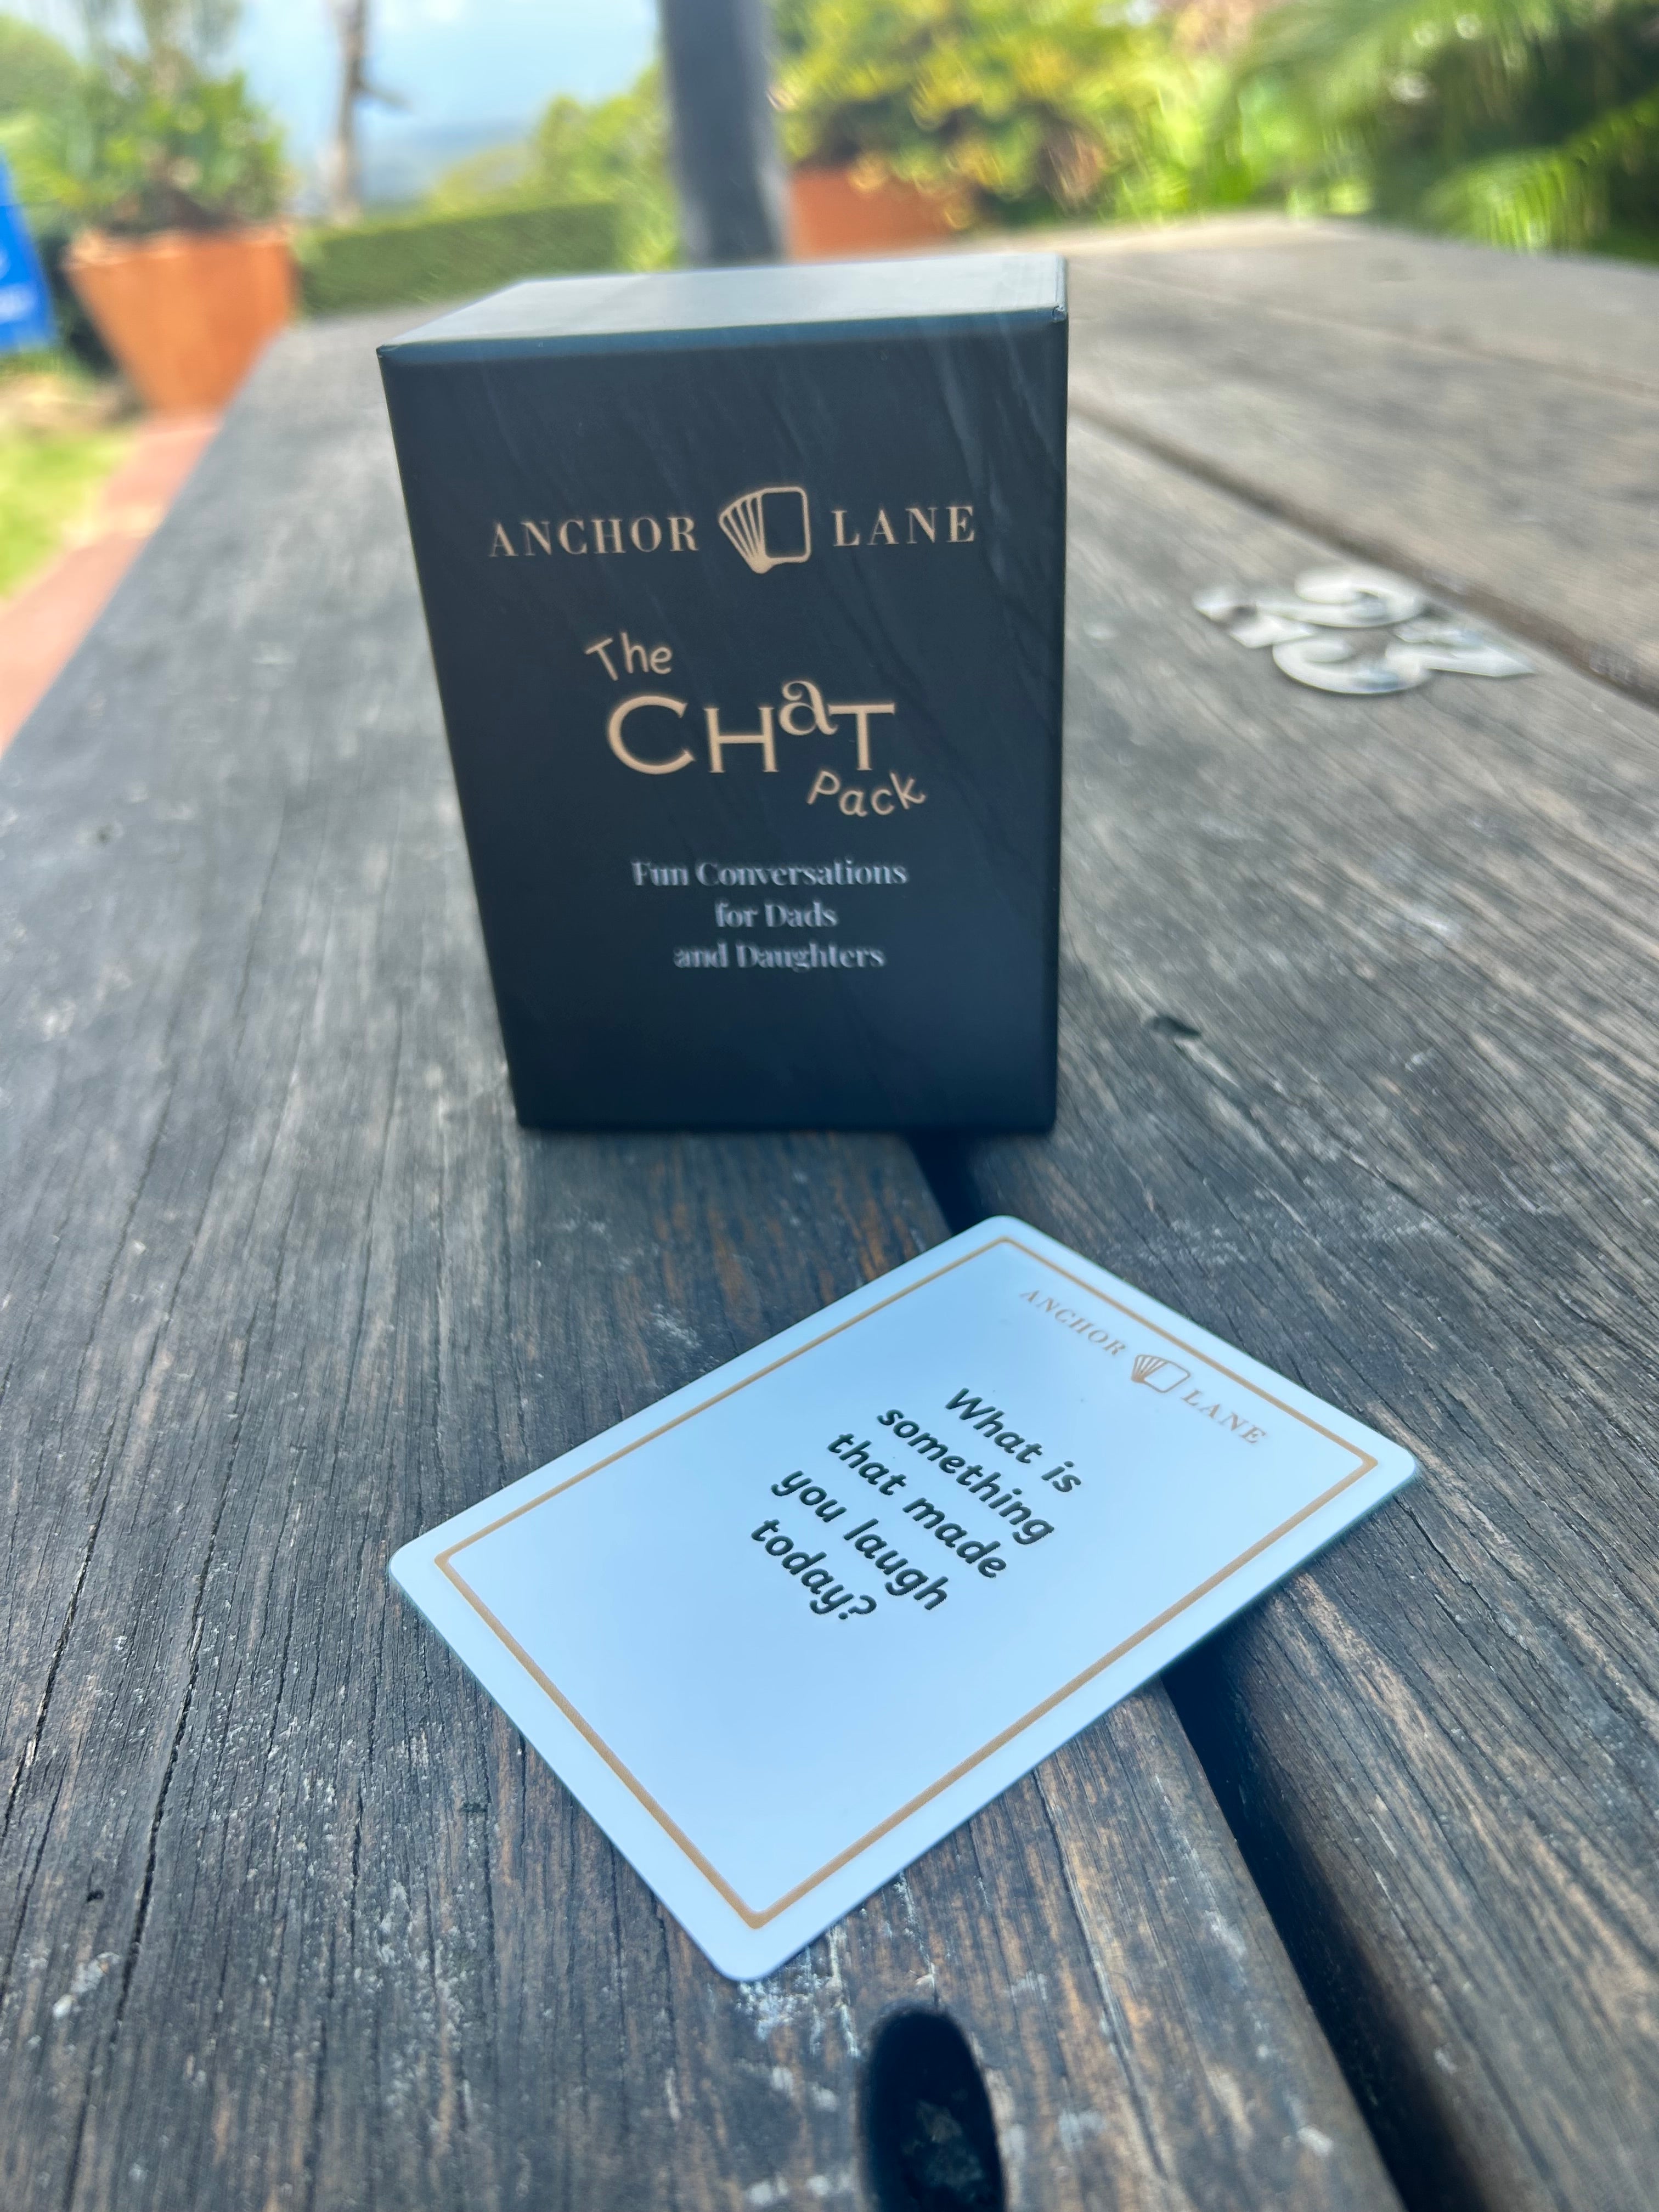 ANCHOR LANE
The
CHaT
Pack
Fun Conversations
for Dads
and Daughters
ANCHOR LANE
What is
something
that made
you laugh
today?